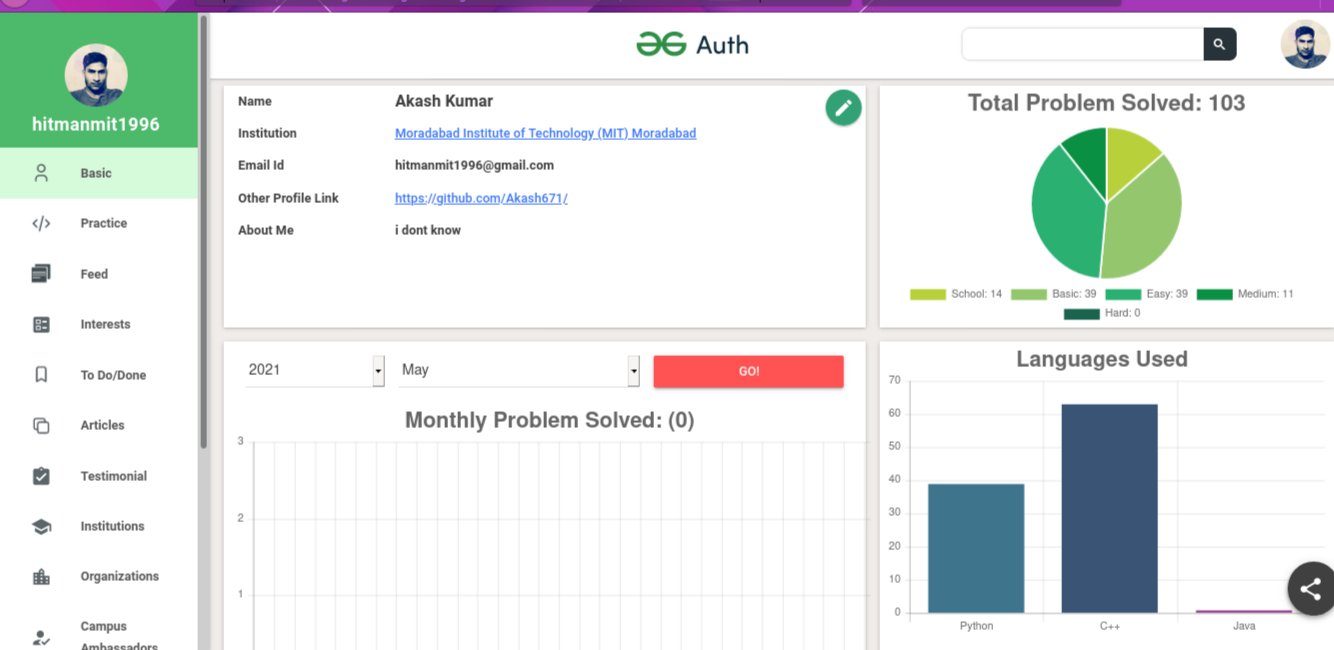 hitmanmit1996
Basic
Practice
Feed
Interests
To Do/Done
Articles
Testimonial
Institutions
Organizations
Campus
Ambassadors
Auth
Name Akash Kumar
Institution Moradabad Institute of Technology (MIT) Moradabad
Email Id hitmanmit1996@gmail.com
Other Profile Link https://github.com/Akash671/
About Me i dont know
Total Problem Solved: 103
School: 14 Basic: 39 Easy: 39 Medium: 11
Hard: 0
2021 May GO!
Monthly Problem Solved: (0)
3
2
1
Languages Used
70
60
50
40
30
20
10
0
Python C++ Java